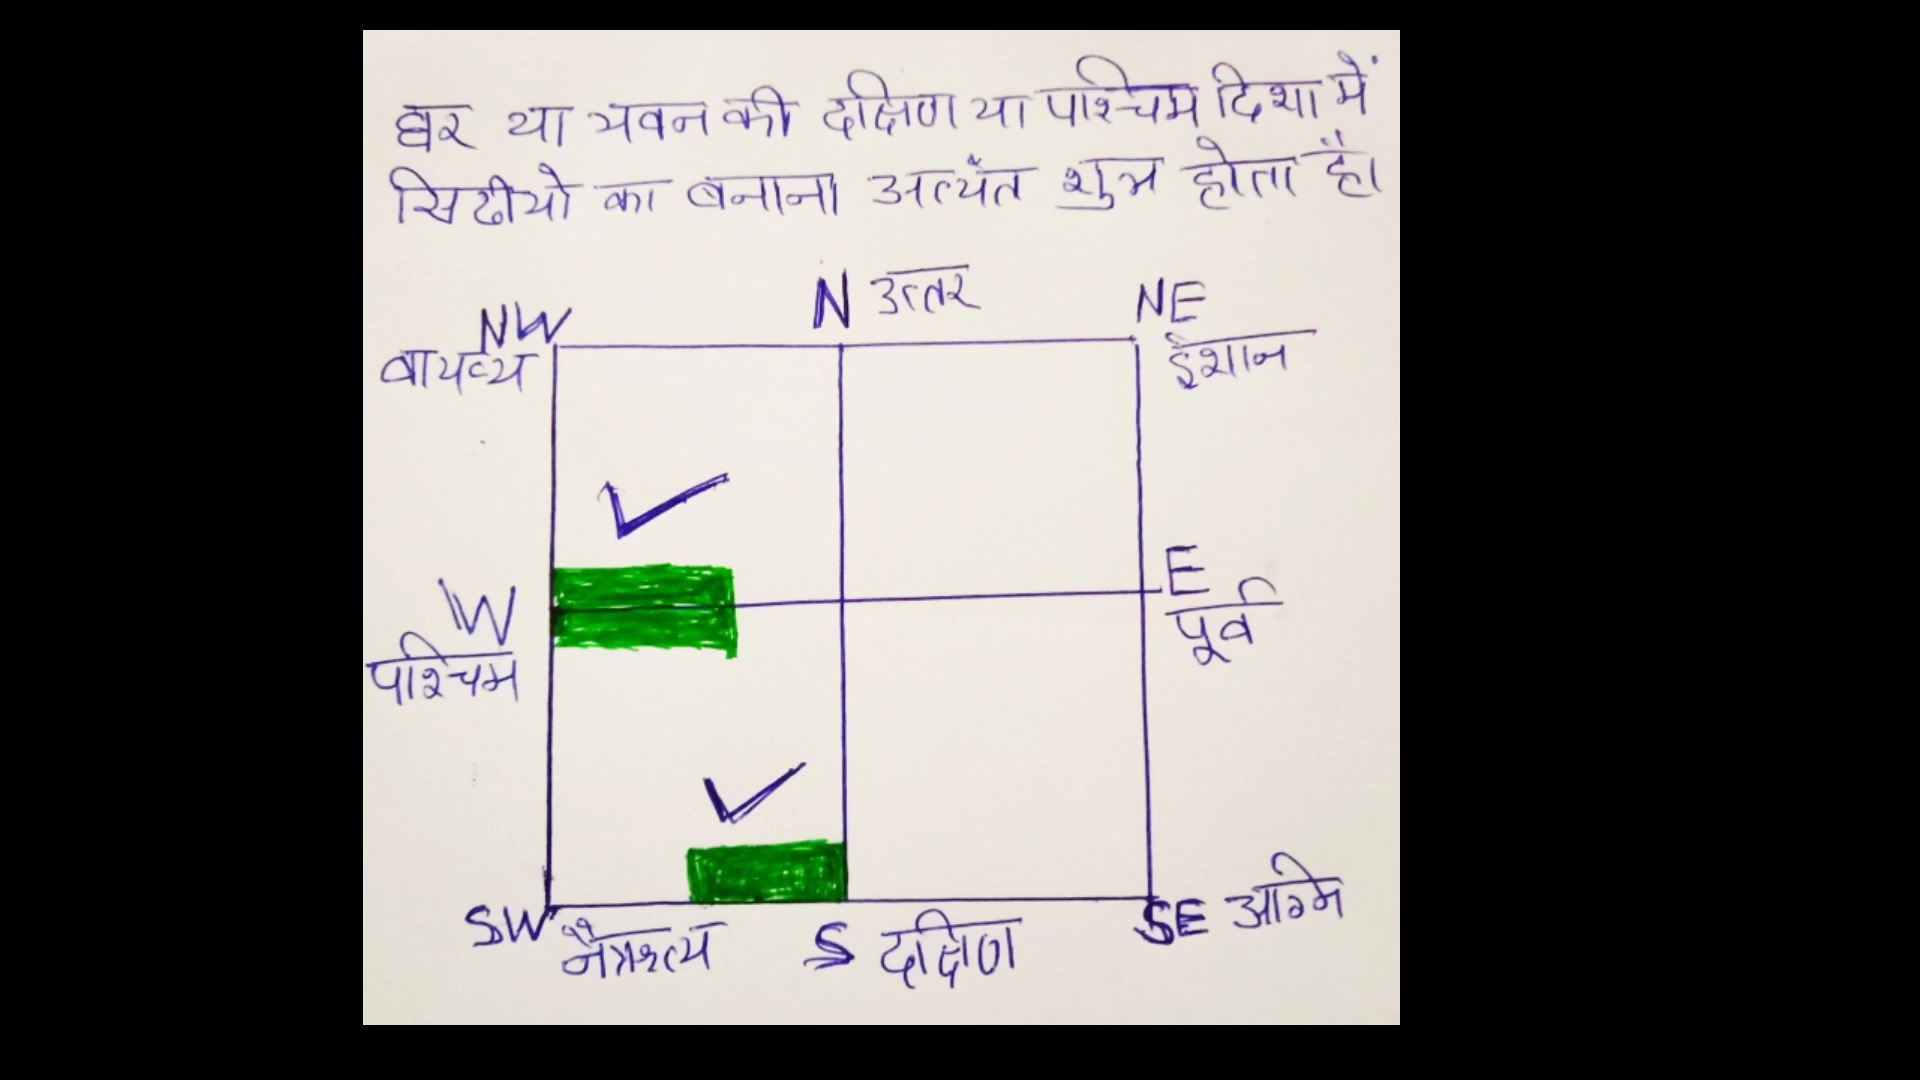 घर या भवन की दक्षिण या पश्चिम दिशा में
सिढीयो का बनाना अत्यंत शुभ होता है।
N उत्तर
NW
वायव्य
NE
ईशान
W
पश्चिम
E
पूर्व
SW
नैऋत्य
S दक्षिण
SE आग्नि